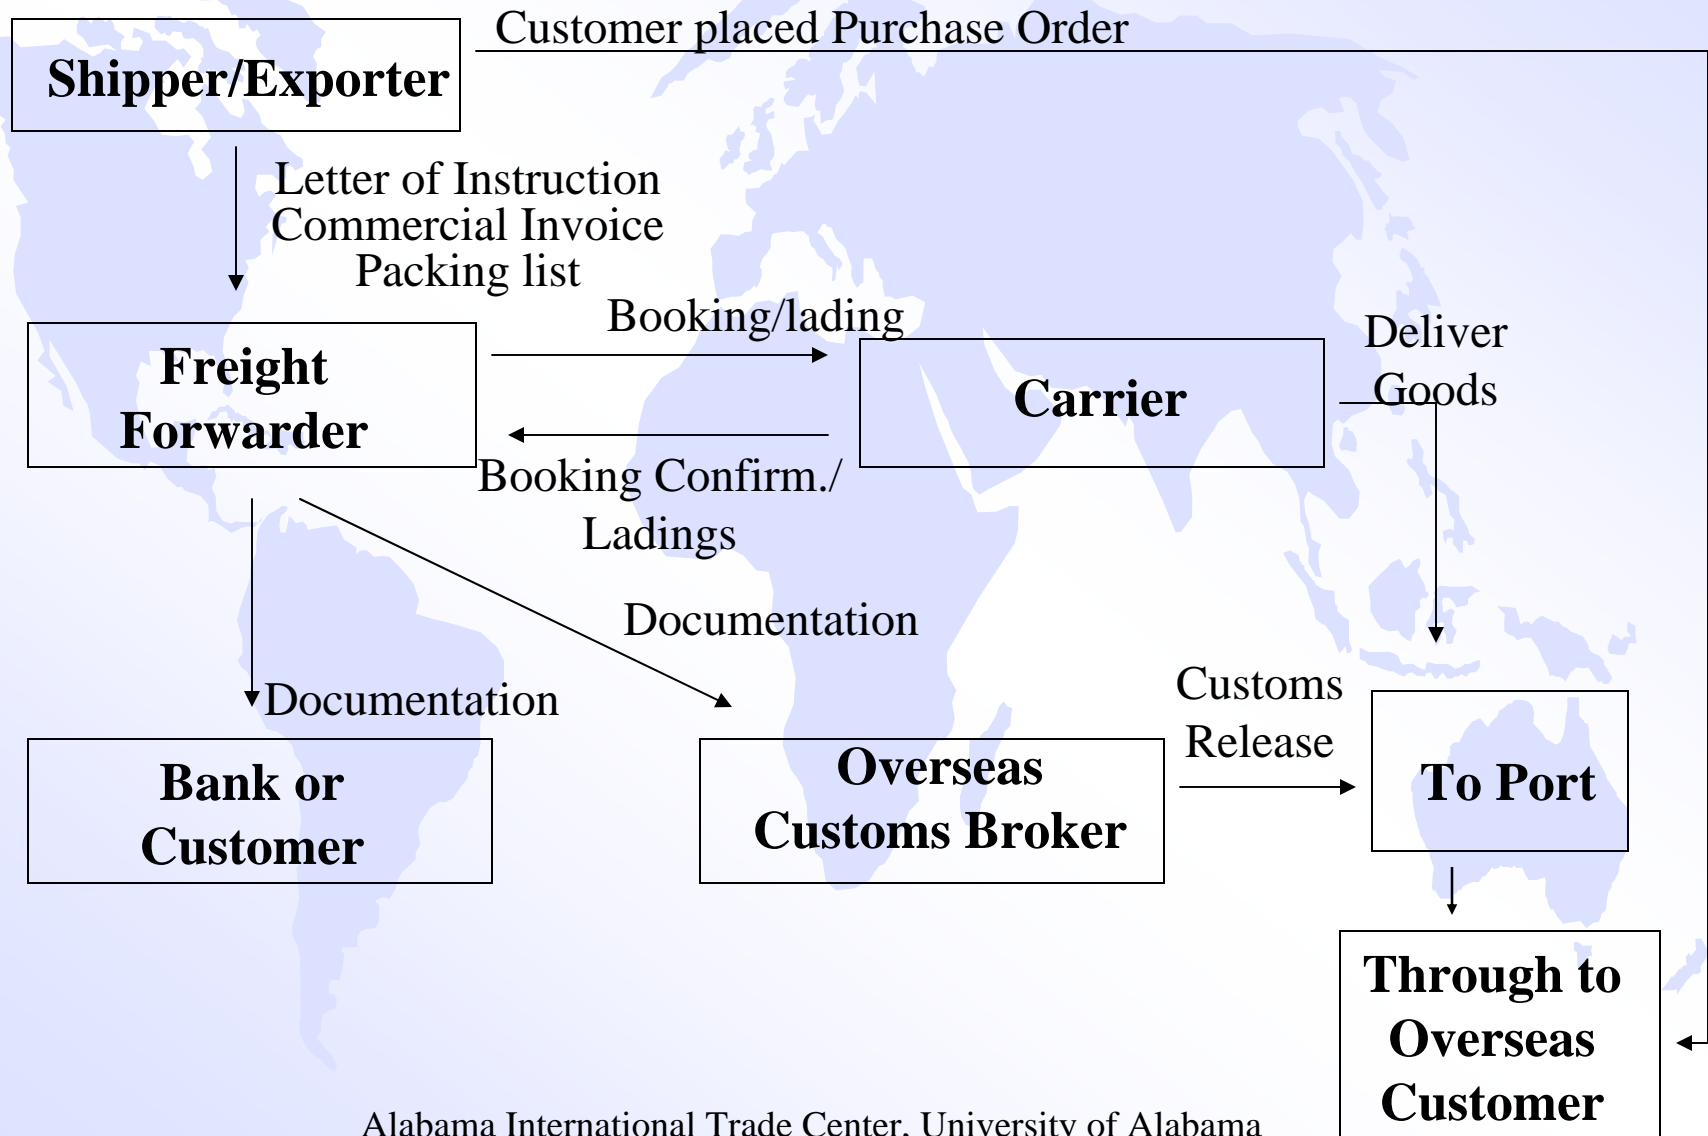 Customer placed Purchase Order
Shipper/Exporter
Letter of Instruction
Commercial Invoice
Packing list
Booking/lading
Freight
Forwarder
Carrier
Deliver
Goods
Booking Confirm./
Ladings
Documentation
Documentation
Customs
Release
Bank or
Customer
Overseas
Customs Broker
To Port
Through to
Overseas
Customer
Alabama International Trade Center, University of Alabama